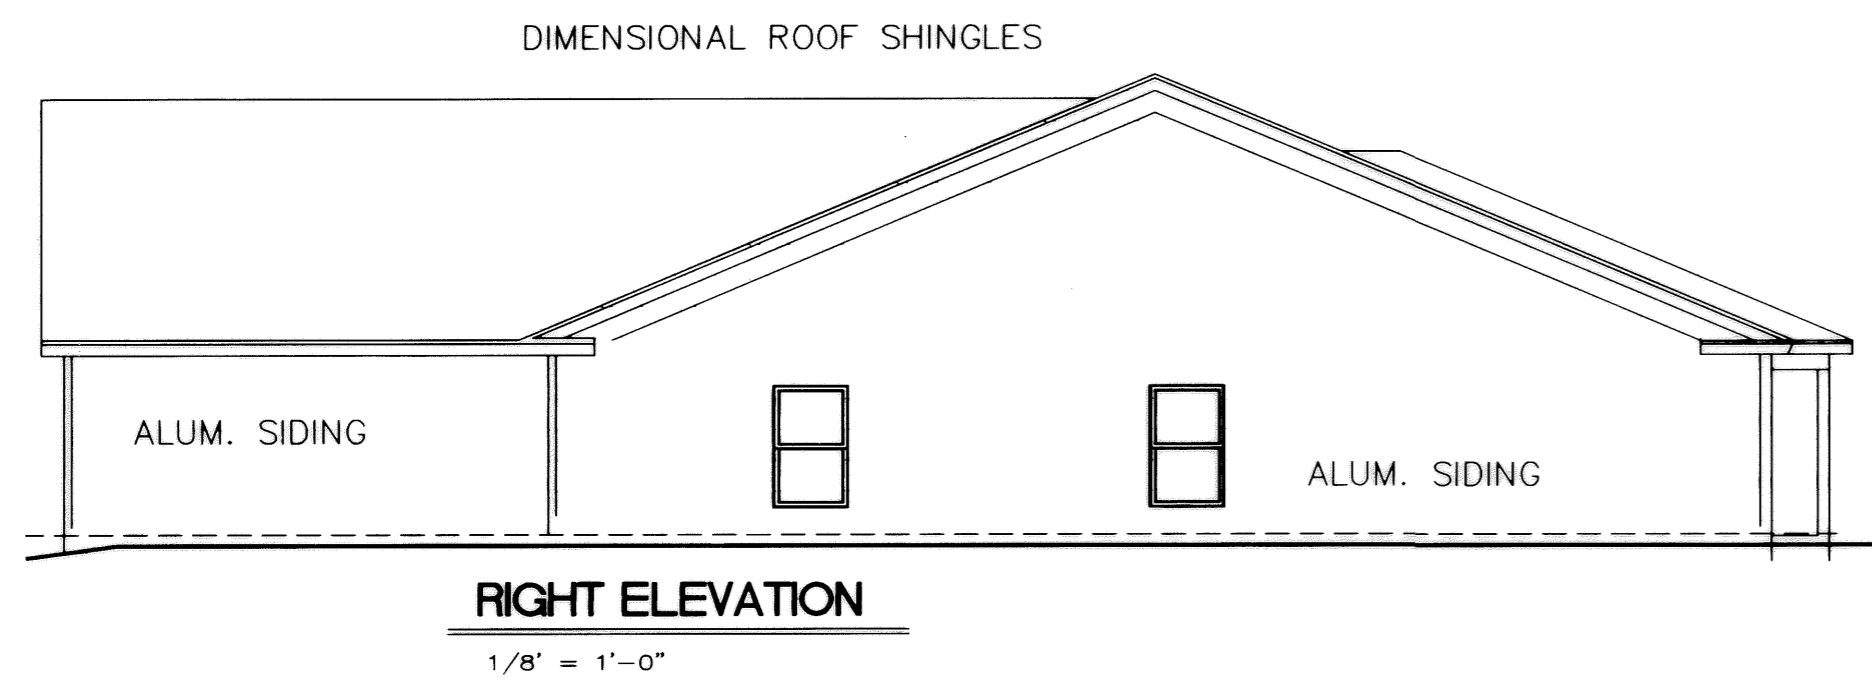 DIMENSIONAL ROOF SHINGLES
ALUM. SIDING
ALUM. SIDING
RIGHT ELEVATION
1/8' = 1'-0"